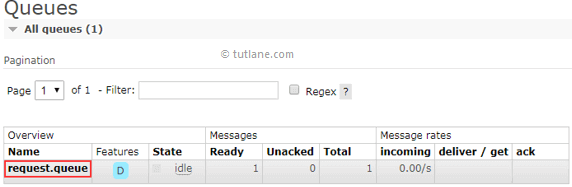 Queues
All queues (1)
© tutlane.com
Pagination
Page 1 of 1 - Filter: Regex ?
Overview Messages Message rates
Name Features State Ready Unacked Total incoming deliver / get ack
request.queue D idle 1 0 1 0.00/s